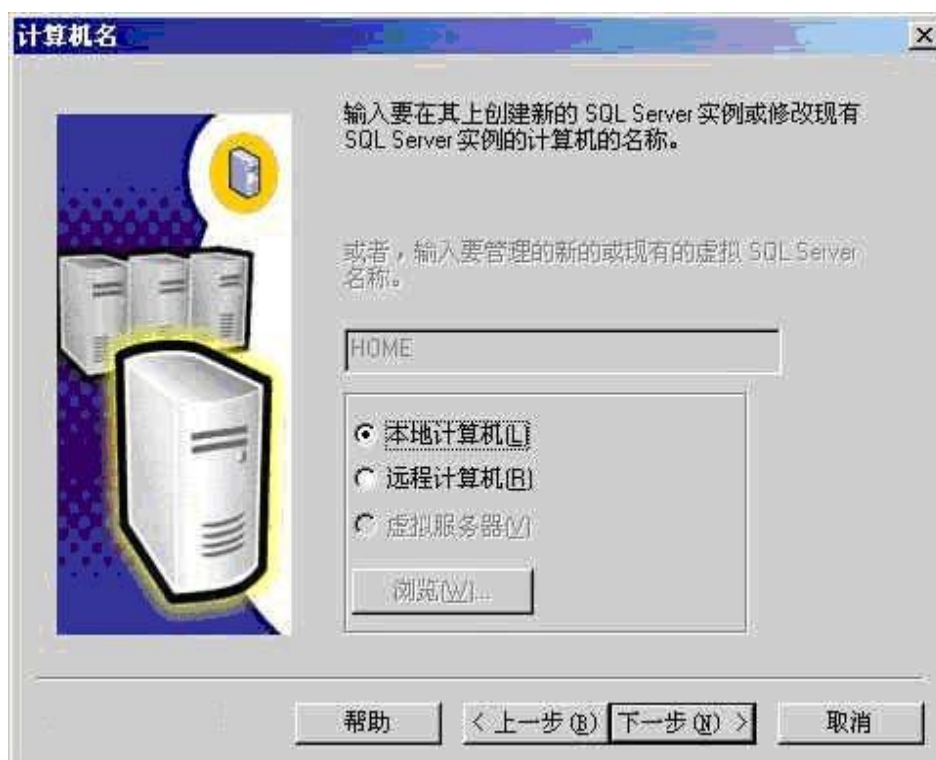 计算机名
输入要在其上创建新的 SQL Server 实例或修改现有
SQL Server 实例的计算机的名称。
或者，输入要管理的新的或现有的虚拟 SQL Server
名称。
HOME
本地计算机(L)
远程计算机(R)
虚拟服务器(V)
浏览(W)...
帮助
< 上一步(B)
下一步(N) >
取消